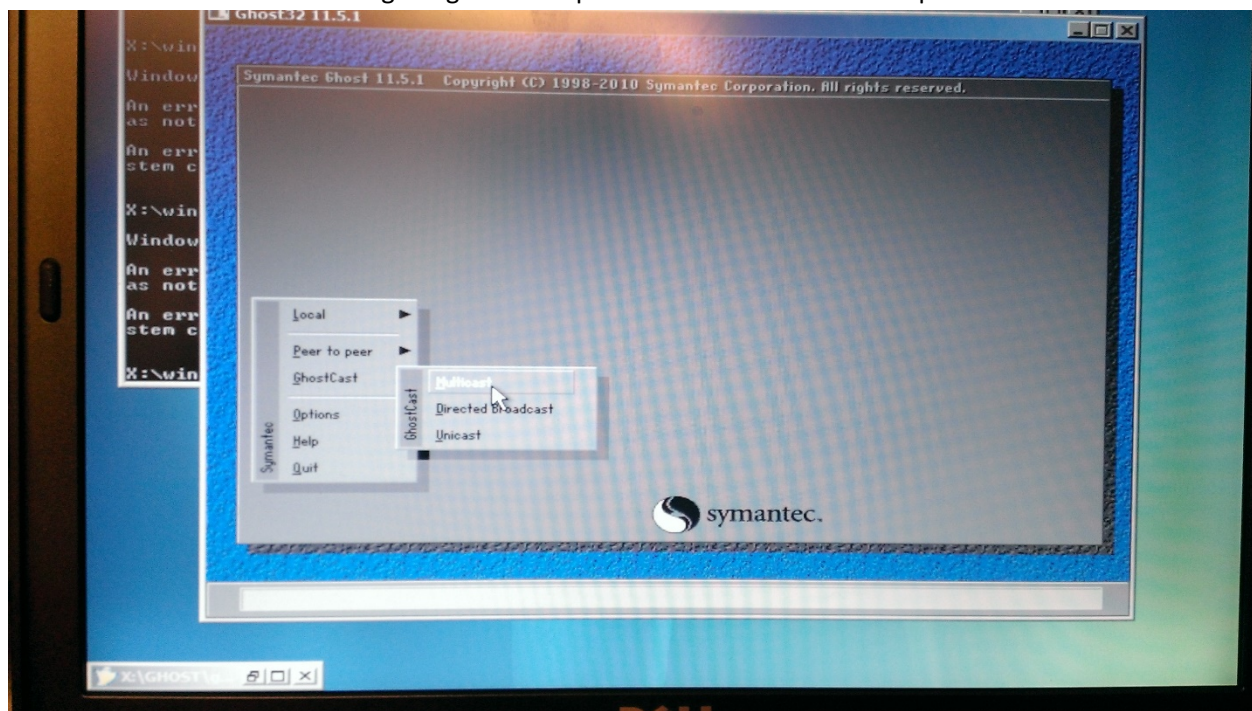 Ghost32 11.5.1
X:\win
Window
An err
as not
An err
stem c
X:\win
Window
An err
as not
An err
stem c
X:\win
Symantec Ghost 11.5.1 Copyright (C) 1998-2010 Symantec Corporation. All rights reserved.
Local
Peer to peer
GhostCast
Options
Help
Quit
Symantec
Multicast
Directed Broadcast
Unicast
GhostCast
symantec.
X:\GHOST\